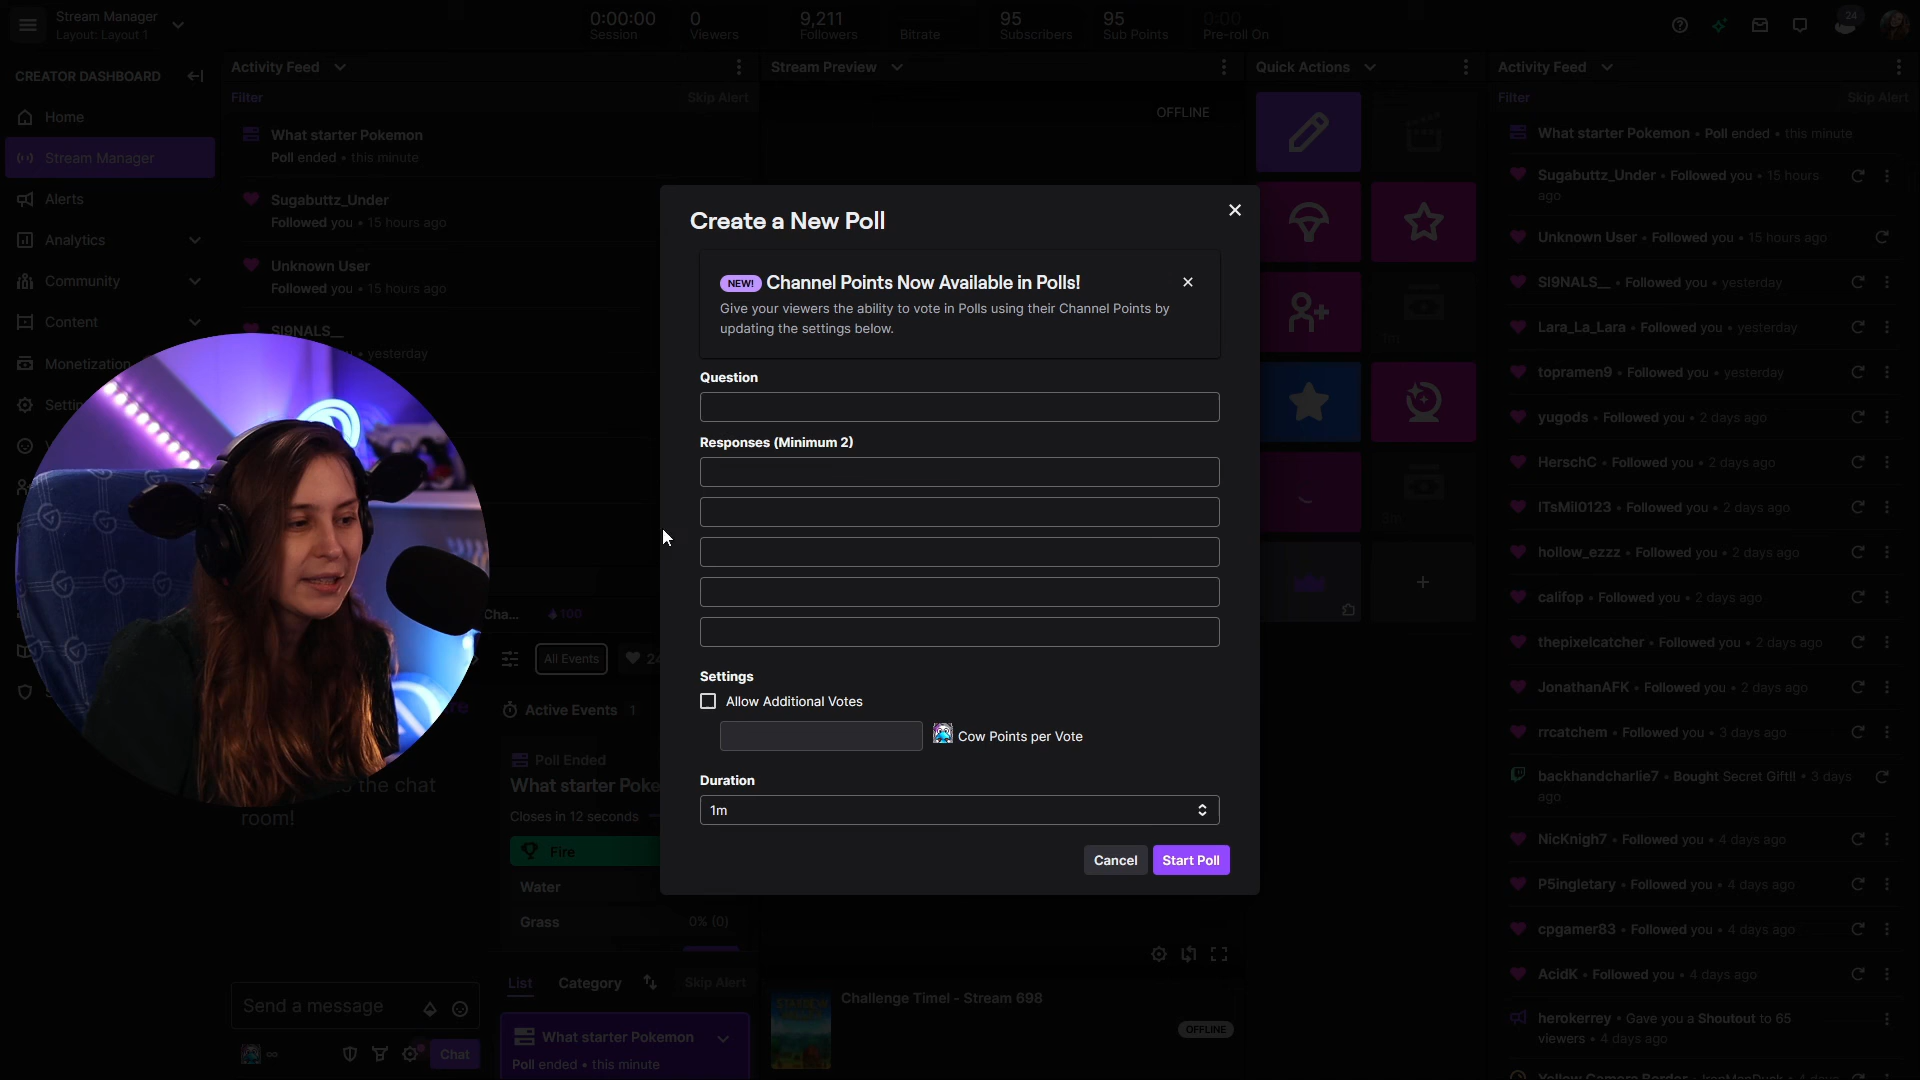 Stream Manager
Layout: Layout 1
0:00:00
Session
0
Viewers
9,211
Followers
Bitrate
95
Subscribers
95
Sub Points
0:00
Pre-roll On
24
CREATOR DASHBOARD
Home
Stream Manager
Alerts
Analytics
Community
Content
Monetization
Activity Feed
Filter
Skip Alert
What starter Pokemon
Poll ended • this minute
Sugabuttz_Under
Followed you • 15 hours ago
Unknown User
Followed you • 15 hours ago
SI9NALS__
• yesterday
Stream Preview
OFFLINE
Quick Actions
Create a New Poll
NEW! Channel Points Now Available in Polls!
Give your viewers the ability to vote in Polls using their Channel Points by
updating the settings below.
Question
Responses (Minimum 2)
Settings
Allow Additional Votes
Cow Points per Vote
Duration
1m
Cancel
Start Poll
Cha...
100
All Events
Active Events 1
Poll Ended
What starter Poke
Closes in 12 seconds
Fire
Water
Grass
0% (0)
List
Category
Skip Alert
What starter Pokemon
Poll ended • this minute
the chat
room!
Send a message
Chat
Challenge Time! - Stream 698
OFFLINE
Activity Feed
Filter
Skip Alert
What starter Pokemon • Poll ended • this minute
Sugabuttz_Under • Followed you • 15 hours
ago
Unknown User • Followed you • 15 hours ago
SI9NALS__ • Followed you • yesterday
Lara_La_Lara • Followed you • yesterday
topramen9 • Followed you • yesterday
yugods • Followed you • 2 days ago
HerschC • Followed you • 2 days ago
ITsMil0123 • Followed you • 2 days ago
hollow_ezzz • Followed you • 2 days ago
califop • Followed you • 2 days ago
thepixelcatcher • Followed you • 2 days ago
JonathanAFK • Followed you • 2 days ago
rrcatchem • Followed you • 3 days ago
backhandcharlie7 • Bought Secret Gift!! • 3 days
ago
NicKnigh7 • Followed you • 4 days ago
P5ingletary • Followed you • 4 days ago
cpgamer83 • Followed you • 4 days ago
AcidK • Followed you • 4 days ago
herokerrey • Gave you a Shoutout to 65
viewers • 4 days ago